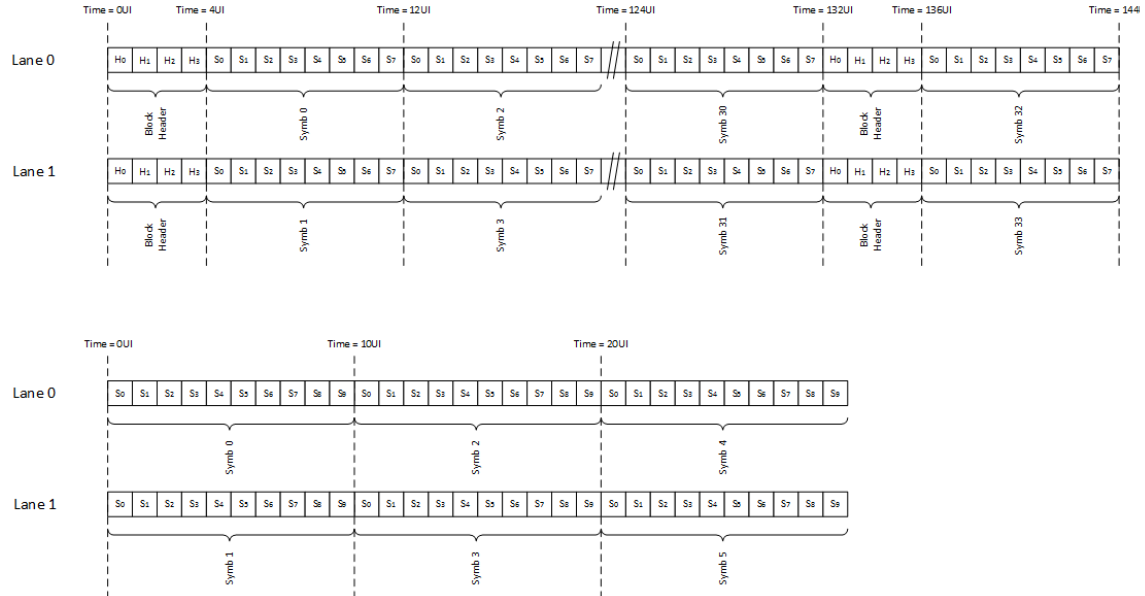 Time = 0UI Time = 4UI Time = 12UI Time = 124UI Time = 132UI Time = 136UI Time = 144
Lane 0 H0 H1 H2 H3 S0 S1 S2 S3 S4 S5 S6 S7 S0 S1 S2 S3 S4 S5 S6 S7 S0 S1 S2 S3 S4 S5 S6 S7 H0 H1 H2 H3 S0 S1 S2 S3 S4 S5 S6 S7
Block Header Symb 0 Symb 2 Symb 30 Block Header Symb 32
Lane 1 H0 H1 H2 H3 S0 S1 S2 S3 S4 S5 S6 S7 S0 S1 S2 S3 S4 S5 S6 S7 S0 S1 S2 S3 S4 S5 S6 S7 H0 H1 H2 H3 S0 S1 S2 S3 S4 S5 S6 S7
Block Header Symb 1 Symb 3 Symb 31 Block Header Symb 33
Time = 0UI Time = 10UI Time = 20UI
Lane 0 S0 S1 S2 S3 S4 S5 S6 S7 S8 S9 S0 S1 S2 S3 S4 S5 S6 S7 S8 S9 S0 S1 S2 S3 S4 S5 S6 S7 S8 S9
Symb 0 Symb 2 Symb 4
Lane 1 S0 S1 S2 S3 S4 S5 S6 S7 S8 S9 S0 S1 S2 S3 S4 S5 S6 S7 S8 S9 S0 S1 S2 S3 S4 S5 S6 S7 S8 S9
Symb 1 Symb 3 Symb 5